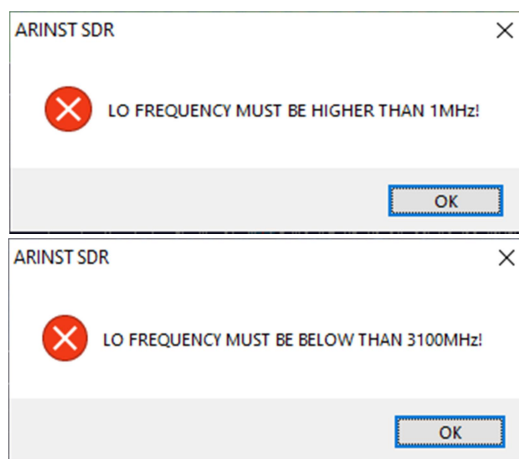 ARINST SDR
LO FREQUENCY MUST BE HIGHER THAN 1MHz!
OK
ARINST SDR
LO FREQUENCY MUST BE BELOW THAN 3100MHz!
OK